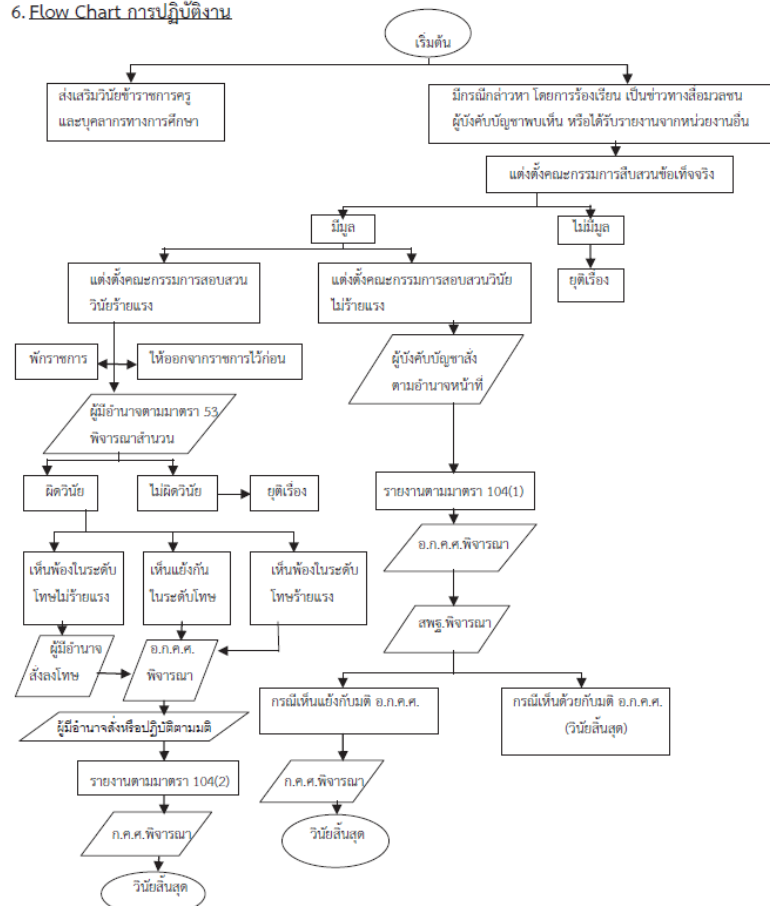 6. Flow Chart การปฏิบัติงาน
เริ่มต้น
ส่งเสริมวินัยข้าราชการครู
และบุคลากรทางการศึกษา
มีกรณีกล่าวหา โดยการร้องเรียน เป็นข่าวทางสื่อมวลชน
ผู้บังคับบัญชาพบเห็น หรือได้รับรายงานจากหน่วยงานอื่น
แต่งตั้งคณะกรรมการสืบสวนข้อเท็จจริง
มีมูล
ไม่มีมูล
ยุติเรื่อง
แต่งตั้งคณะกรรมการสอบสวน
วินัยร้ายแรง
แต่งตั้งคณะกรรมการสอบสวนวินัย
ไม่ร้ายแรง
พักราชการ
ให้ออกจากราชการไว้ก่อน
ผู้บังคับบัญชาสั่ง
ตามอำนาจหน้าที่
ผู้มีอำนาจตามมาตรา 53
พิจารณาสำนวน
ผิดวินัย
ไม่ผิดวินัย
ยุติเรื่อง
รายงานตามมาตรา 104(1)
อ.ก.ค.ศ.พิจารณา
เห็นพ้องในระดับ
โทษไม่ร้ายแรง
เห็นแย้งกัน
ในระดับโทษ
เห็นพ้องในระดับ
โทษร้ายแรง
สพฐ.พิจารณา
ผู้มีอำนาจ
สั่งลงโทษ
อ.ก.ค.ศ.
พิจารณา
กรณีเห็นแย้งกับมติ อ.ก.ค.ศ.
กรณีเห็นด้วยกับมติ อ.ก.ค.ศ.
(วินัยสิ้นสุด)
ผู้มีอำนาจสั่งหรือปฏิบัติตามมติ
รายงานตามมาตรา 104(2)
ก.ค.ศ.พิจารณา
วินัยสิ้นสุด
ก.ค.ศ.พิจารณา
วินัยสิ้นสุด